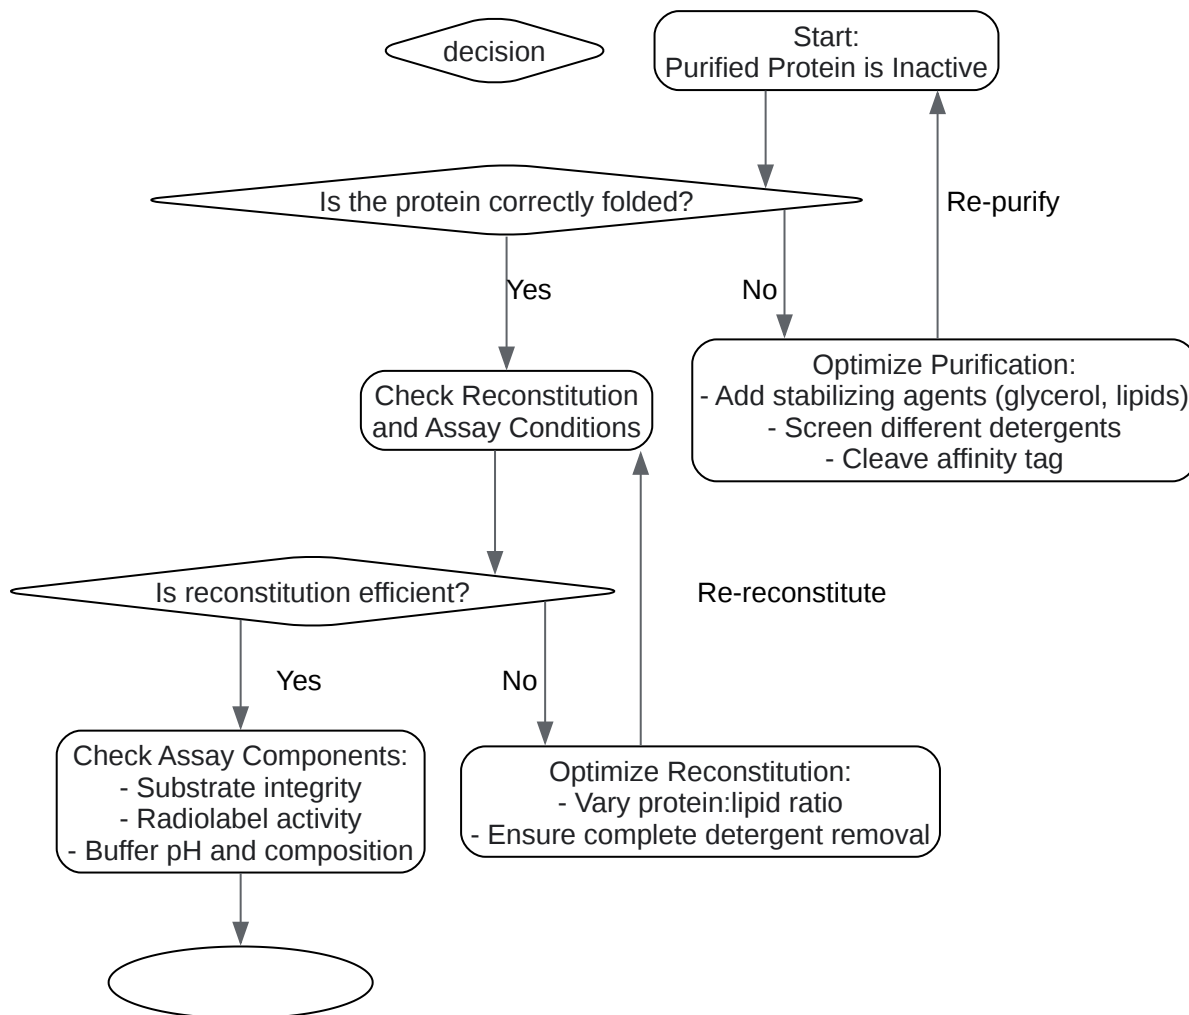 decision
Start:
Purified Protein is Inactive
Is the protein correctly folded?
Re-purify
Yes
No
Optimize Purification:
- Add stabilizing agents (glycerol, lipids)
- Screen different detergents
- Cleave affinity tag
Check Reconstitution
and Assay Conditions
Is reconstitution efficient?
Re-reconstitute
Yes
No
Check Assay Components:
- Substrate integrity
- Radiolabel activity
- Buffer pH and composition
Optimize Reconstitution:
- Vary protein:lipid ratio
- Ensure complete detergent removal